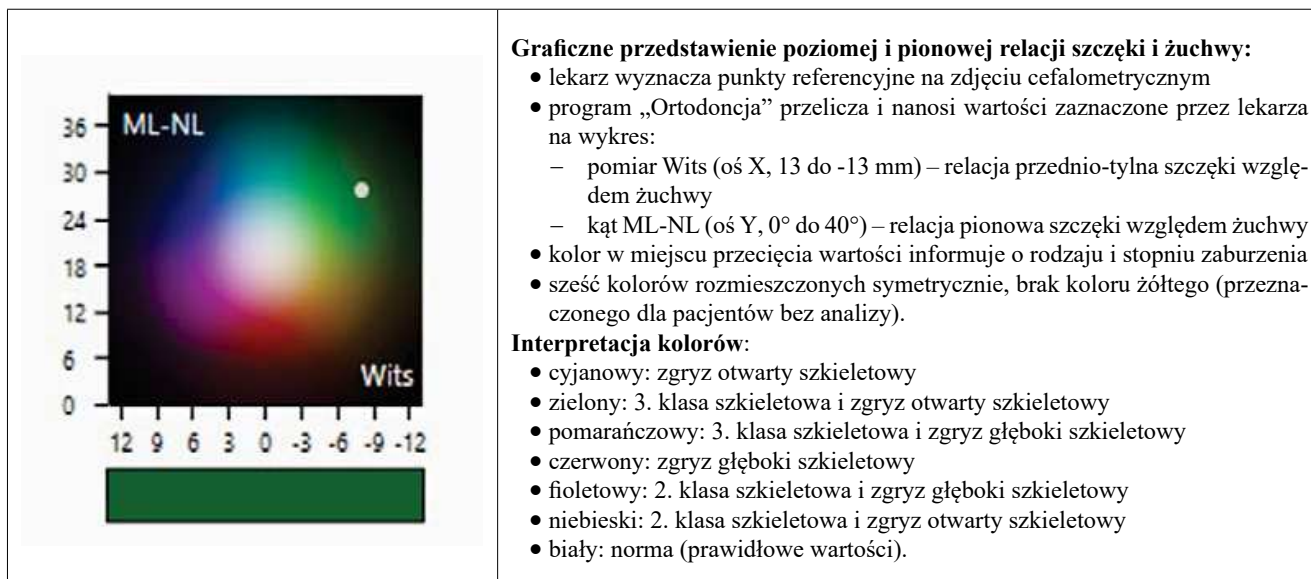 ML-NL
36
30
24
18
12
6
0
Wits
12 9 6 3 0 -3 -6 -9 -12
Graficzne przedstawienie poziomej i pionowej relacji szczęki i żuchwy:
• lekarz wyznacza punkty referencyjne na zdjęciu cefalometrycznym
• program „Ortodoncja” przelicza i nanosi wartości zaznaczone przez lekarza
na wykres:
– pomiar Wits (oś X, 13 do -13 mm) – relacja przednio-tylna szczęki wzglę-
dem żuchwy
– kąt ML-NL (oś Y, 0° do 40°) – relacja pionowa szczęki względem żuchwy
• kolor w miejscu przecięcia wartości informuje o rodzaju i stopniu zaburzenia
• sześć kolorów rozmieszczonych symetrycznie, brak koloru żółtego (przezna-
czonego dla pacjentów bez analizy).
Interpretacja kolorów:
• cyjanowy: zgryz otwarty szkieletowy
• zielony: 3. klasa szkieletowa i zgryz otwarty szkieletowy
• pomarańczowy: 3. klasa szkieletowa i zgryz głęboki szkieletowy
• czerwony: zgryz głęboki szkieletowy
• fioletowy: 2. klasa szkieletowa i zgryz głęboki szkieletowy
• niebieski: 2. klasa szkieletowa i zgryz otwarty szkieletowy
• biały: norma (prawidłowe wartości).